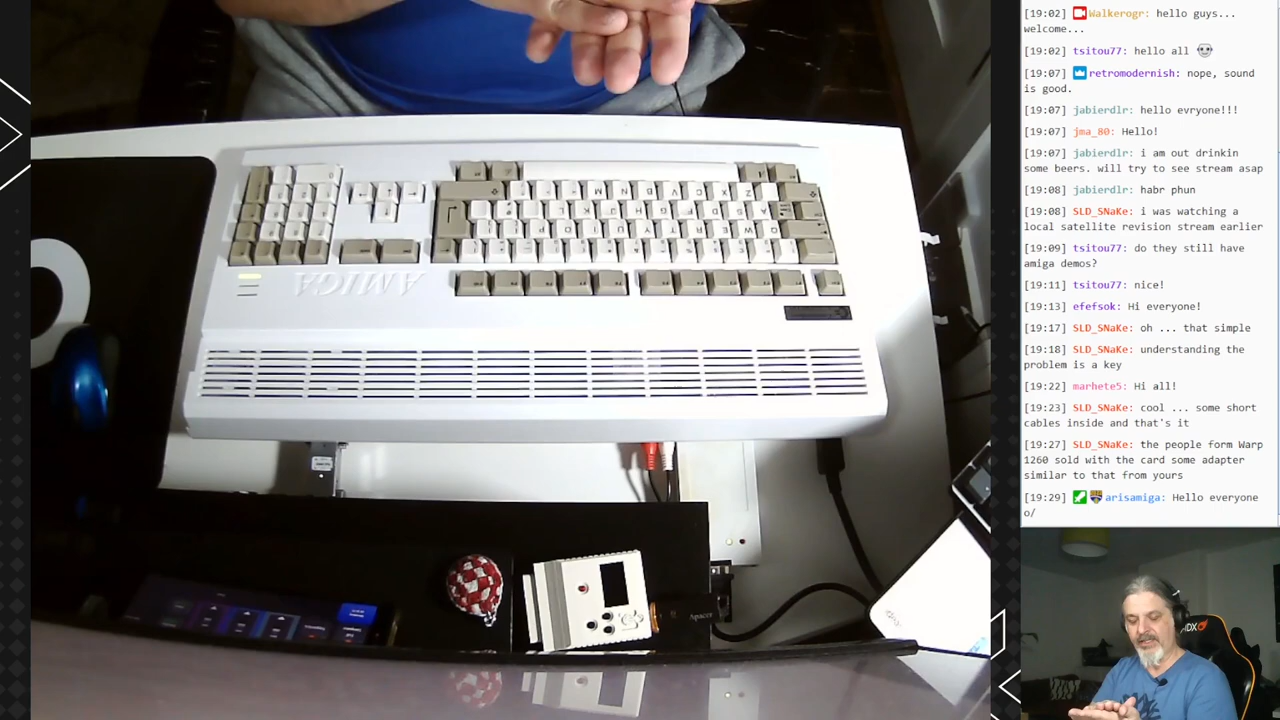 [19:02] Walkerogr: hello guys...
welcome...
[19:02] tsitou77: hello all
[19:07] retromodernish: nope, sound
is good.
[19:07] jabierdlr: hello evryone!!!
[19:07] jma_80: Hello!
[19:07] jabierdlr: i am out drinkin
some beers. will try to see stream asap
[19:08] jabierdlr: habr phun
[19:08] SLD_SNaKe: i was watching a
local satellite revision stream earlier
[19:09] tsitou77: do they still have
amiga demos?
[19:11] tsitou77: nice!
[19:13] efefsok: Hi everyone!
[19:17] SLD_SNaKe: oh ... that simple
[19:18] SLD_SNaKe: understanding the
problem is a key
[19:22] marhete5: Hi all!
[19:23] SLD_SNaKe: cool ... some short
cables inside and that's it
[19:27] SLD_SNaKe: the people form Warp
1260 sold with the card some adapter
similar to that from yours
[19:29] arisamiga: Hello everyone
o/
AMIGA
Apacer